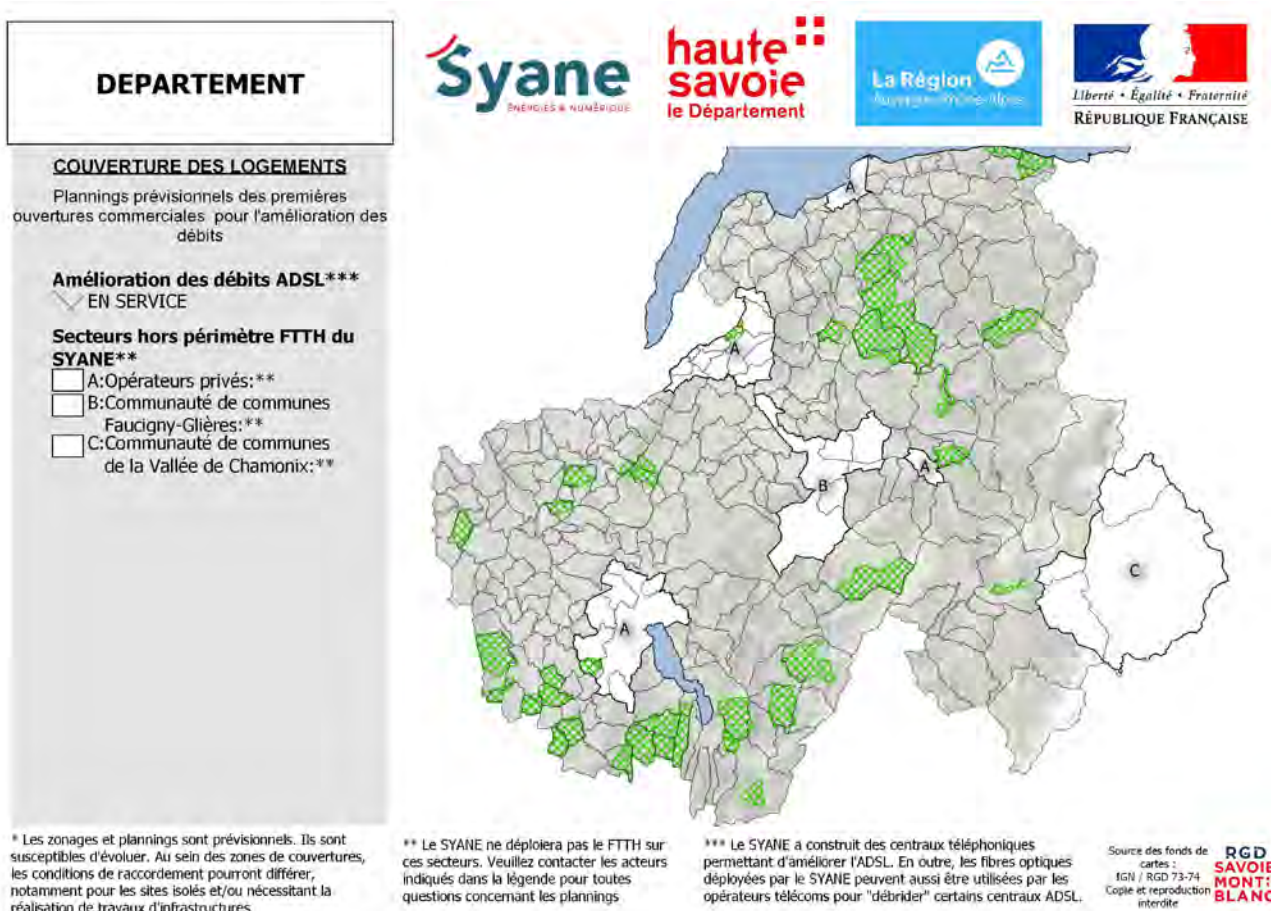 DEPARTEMENT
Syane
ÉNERGIES & NUMÉRIQUE
haute
savoie
le Département
La Région
Auvergne-Rhône-Alpes
Liberté • Égalité • Fraternité
RÉPUBLIQUE FRANÇAISE
COUVERTURE DES LOGEMENTS
Plannings prévisionnels des premières
ouvertures commerciales pour l'amélioration des
débits
Amélioration des débits ADSL***
EN SERVICE
Secteurs hors périmètre FTTH du
SYANE**
A:Opérateurs privés:**
B:Communauté de communes
Faucigny-Glières:**
C:Communauté de communes
de la Vallée de Chamonix:**
A
A
A
B
C
A
* Les zonages et plannings sont prévisionnels. Ils sont
susceptibles d'évoluer. Au sein des zones de couvertures,
les conditions de raccordement pourront différer,
notamment pour les sites isolés et/ou nécessitant la
réalisation de travaux d'infrastructures
** Le SYANE ne déploiera pas le FTTH sur
ces secteurs. Veuillez contacter les acteurs
indiqués dans la légende pour toutes
questions concernant les plannings
*** Le SYANE a construit des centraux téléphoniques
permettant d'améliorer l'ADSL. En outre, les fibres optiques
déployées par le SYANE peuvent aussi être utilisées par les
opérateurs télécoms pour "débrider" certains centraux ADSL.
Source des fonds de
cartes :
IGN / RGD 73-74
Copie et reproduction
interdite
RGD
SAVOIE
MONT
BLANC